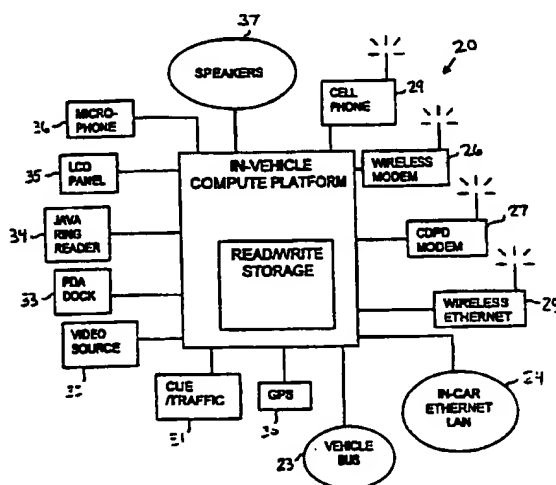 37
SPEAKERS
20
CELL
PHONE
29
36
MICRO-
PHONE
IN-VEHICLE
COMPUTE PLATFORM
WIRELESS
MODEM
26
35
LCD
PANEL
34
JAVA
RING
READER
READ/WRITE
STORAGE
CDPD
MODEM
27
33
PDA
DOCK
WIRELESS
ETHERNET
VIDEO
SOURCE
CUE
/TRAFFIC
31
GPS
30
23
VEHICLE
BUS
IN-CAR
ETHERNET
LAN
24